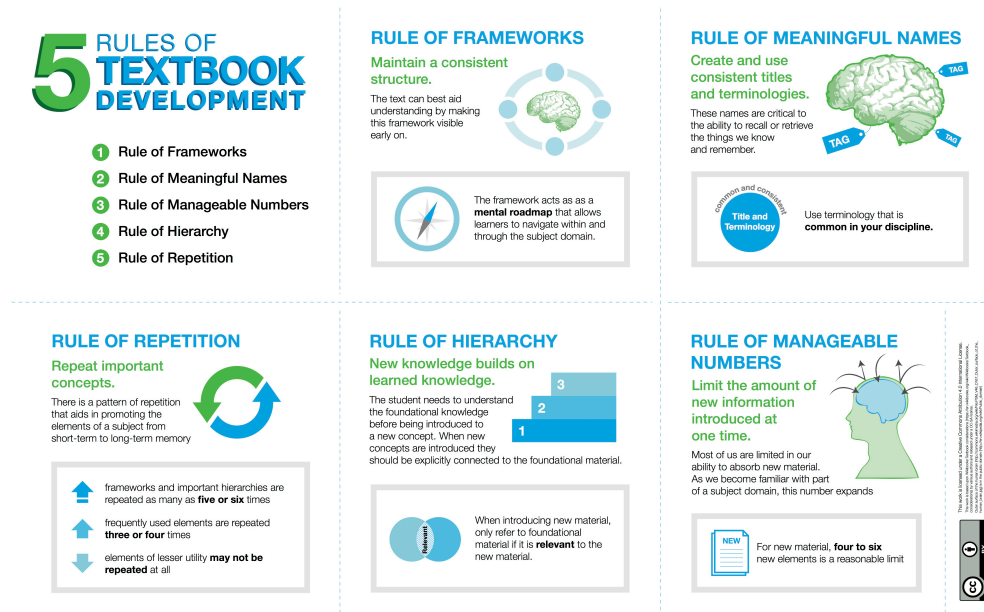 5 RULES OF
TEXTBOOK
DEVELOPMENT
1 Rule of Frameworks
2 Rule of Meaningful Names
3 Rule of Manageable Numbers
4 Rule of Hierarchy
5 Rule of Repetition
RULE OF FRAMEWORKS
Maintain a consistent
structure.
The text can best aid
understanding by making
this framework visible
early on.
The framework acts as as a
mental roadmap that allows
learners to navigate within and
through the subject domain.
RULE OF MEANINGFUL NAMES
Create and use
consistent titles
and terminologies.
These names are critical to
the ability to recall or retrieve
the things we know
and remember.
TAG
TAG
TAG
common and consistent
Title and
Terminology
Use terminology that is
common in your discipline.
RULE OF REPETITION
Repeat important
concepts.
There is a pattern of repetition
that aids in promoting the
elements of a subject from
short-term to long-term memory
frameworks and important hierarchies are
repeated as many as five or six times
frequently used elements are repeated
three or four times
elements of lesser utility may not be
repeated at all
RULE OF HIERARCHY
New knowledge builds on
learned knowledge.
The student needs to understand
the foundational knowledge
before being introduced to
a new concept. When new
concepts are introduced they
should be explicitly connected to the foundational material.
3
2
1
Relevant
When introducing new material,
only refer to foundational
material if it is relevant to the
new material.
RULE OF MANAGEABLE
NUMBERS
Limit the amount of
new information
introduced at
one time.
Most of us are limited in our
ability to absorb new material.
As we become familiar with part
of a subject domain, this number expands
NEW
For new material, four to six
new elements is a reasonable limit
This work is licensed under a Creative Commons Attribution 4.0 International License.
cc
BY